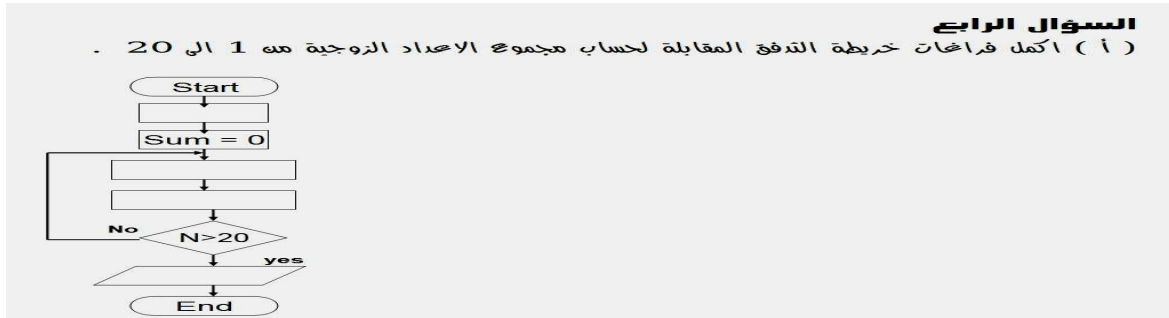 السؤال الرابع
( أ ) اكمل فراغات خريطة التدفق المقابلة لحساب مجموع الاعداد الزوجية من 1 الى 20 .
Start
Sum = 0
No
N>20
yes
End